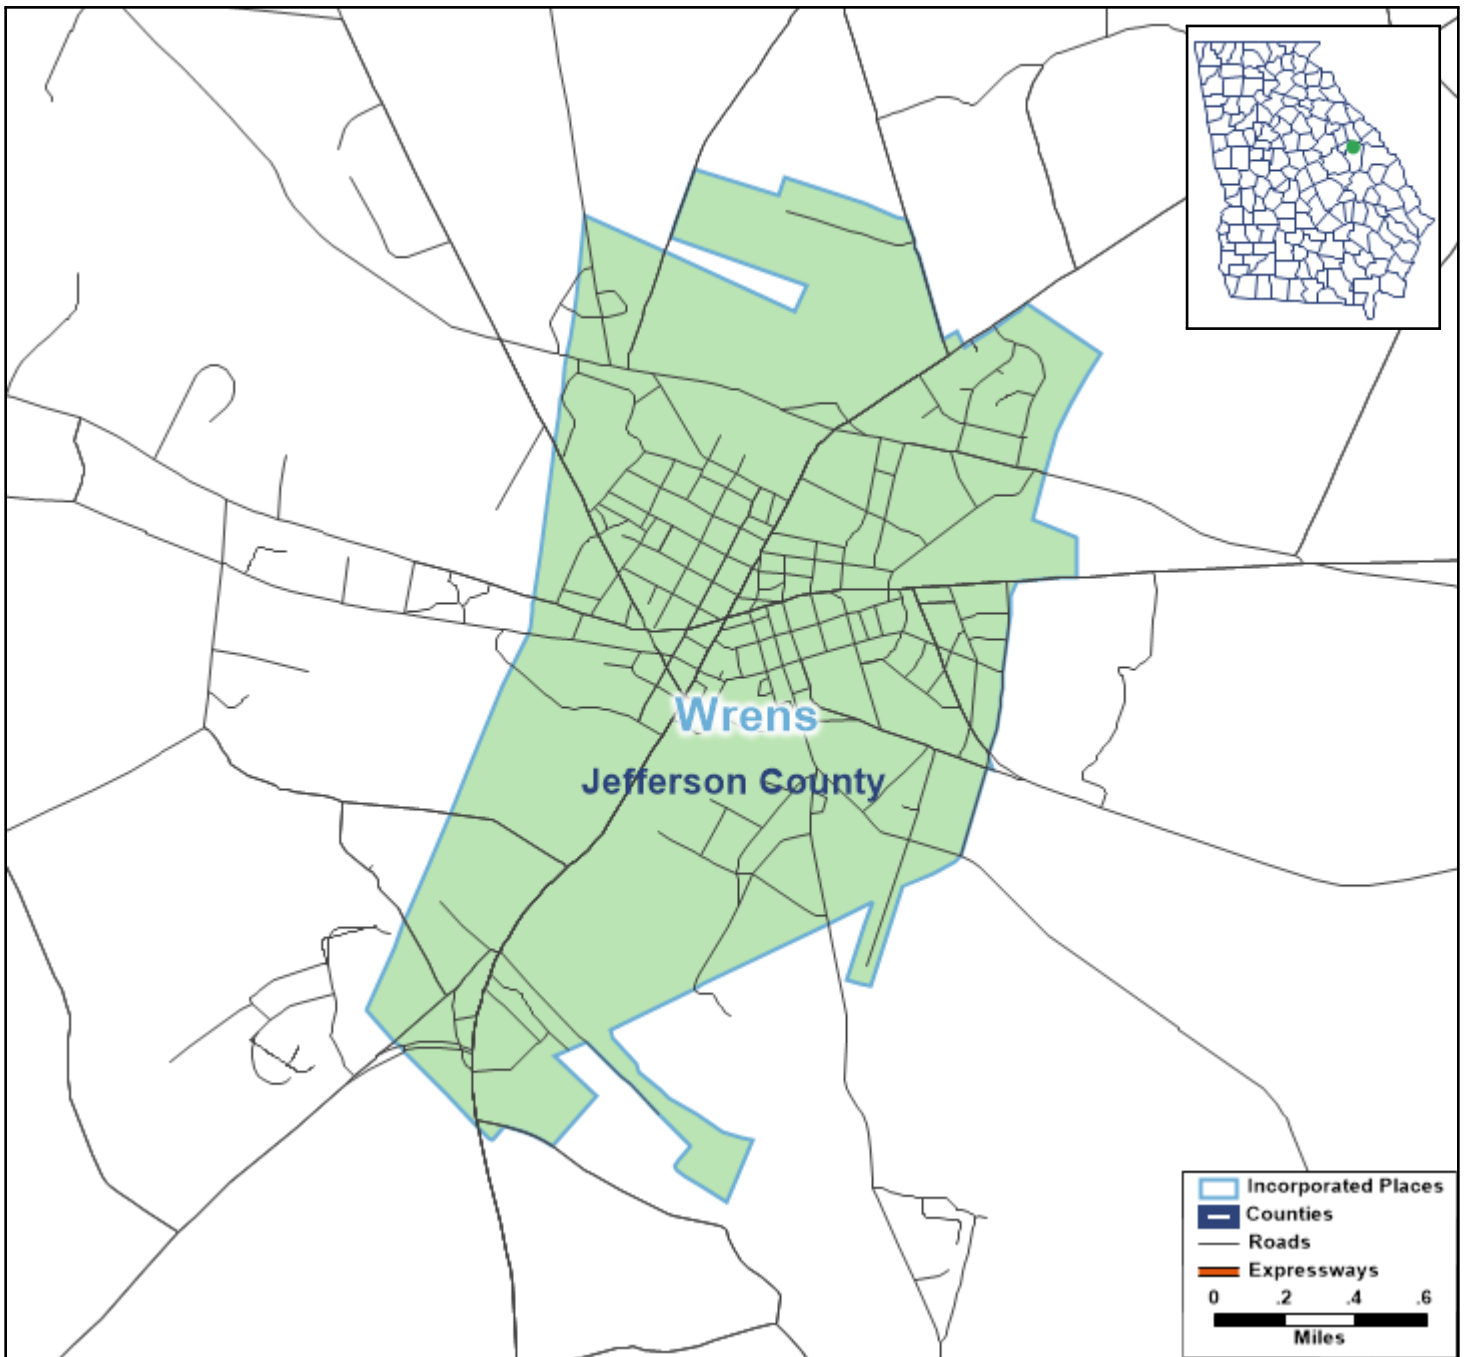 Wrens
Jefferson County
Incorporated Places
Counties
Roads
Expressways
0 .2 .4 .6
Miles